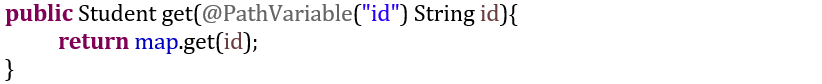 public Student get(@PathVariable("id") String id){
return map.get(id);
}